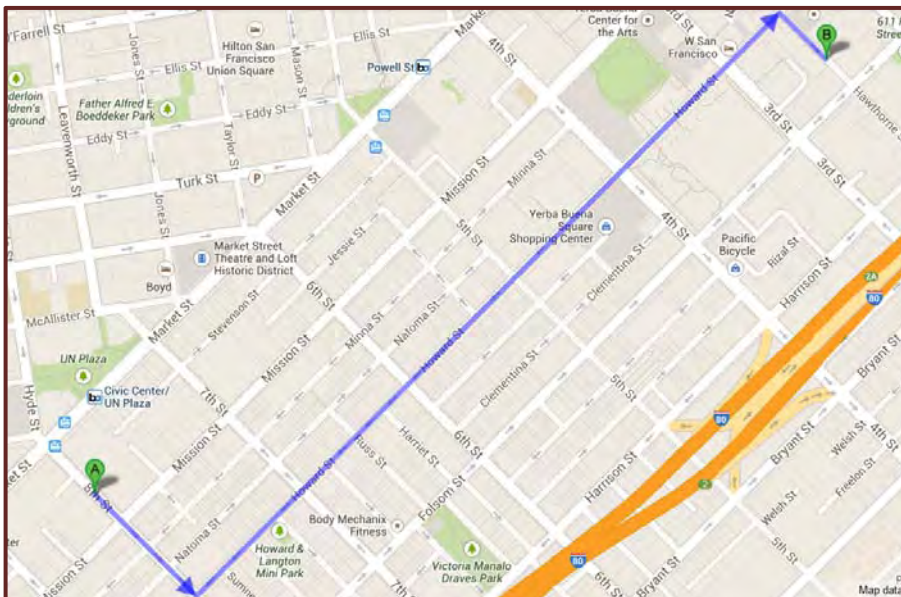 O'Farrell St
Jones St
Hilton San
Francisco
Union Square
Ellis St
Mason St
Ellis St
Market St
Powell St
Yerba Buena
Center for
the Arts
4th St
W San
Francisco
3rd St
B
611
Street
Hawthorne
Father Alfred E
Boeddeker Park
Eddy St
Eddy St
Leavenworth St
Taylor St
Turk St
P
Jones St
Market St
Mission St
Minna St
Howard St
3rd St
Market Street
Theatre and Loft
Historic District
Boyd
Jessie St
5th St
Yerba Buena
Square
Shopping Center
4th St
Pacific
Bicycle
Rizal St
Harrison St
2A
80
McAllister St
Market St
Stevenson St
6th St
Minna St
Natoma St
Howard St
Clementina St
Clementina St
UN Plaza
Civic Center/
UN Plaza
Hyde St
Mission St
7th St
Mission St
5th St
Bryant St
80
Bryant St
4th St
A
8th St
Howard St
Russ St
Harriet St
6th St
Folsom St
Harrison St
2
Welsh St
Freelon St
Welsh St
Natoma St
Mission St
Howard &
Langton
Mini Park
Body Mechanix
Fitness
Victoria Manalo
Draves Park
7th St
80
6th St
Bryant St
5th St
Map data